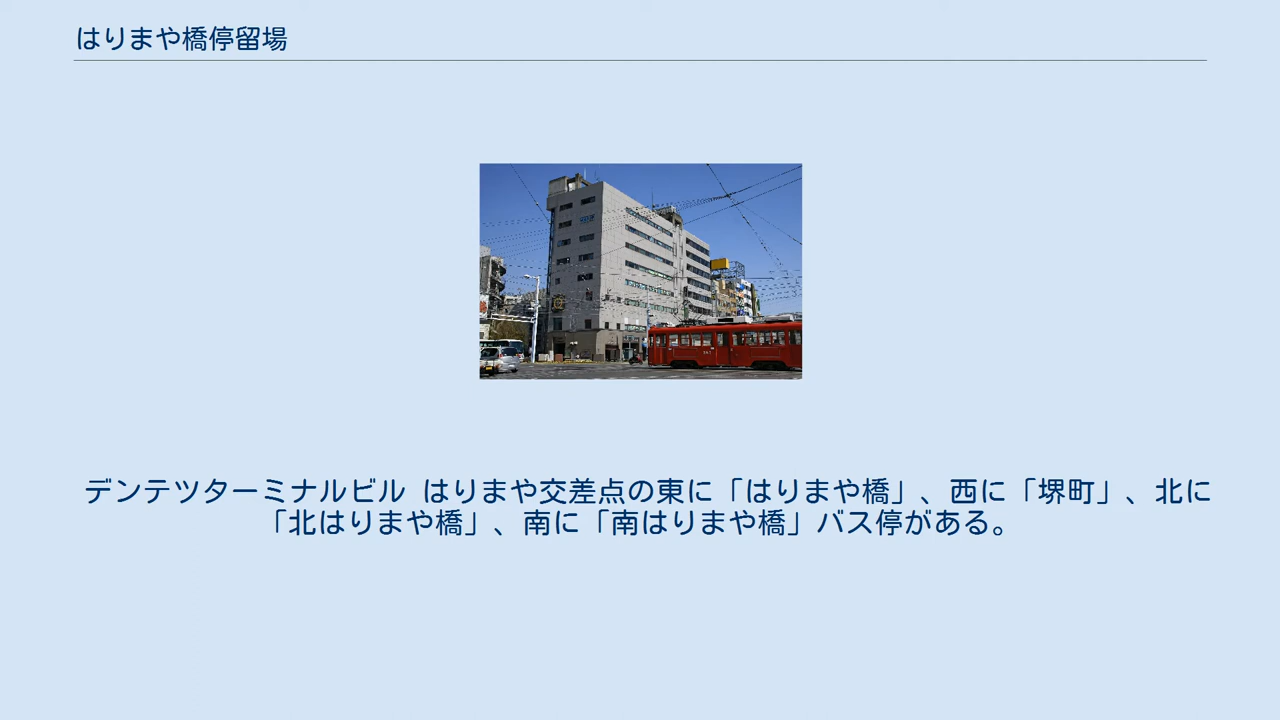 はりまや橋停留場
デンテツターミナルビル はりまや交差点の東に「はりまや橋」、西に「堺町」、北に
「北はりまや橋」、南に「南はりまや橋」バス停がある。